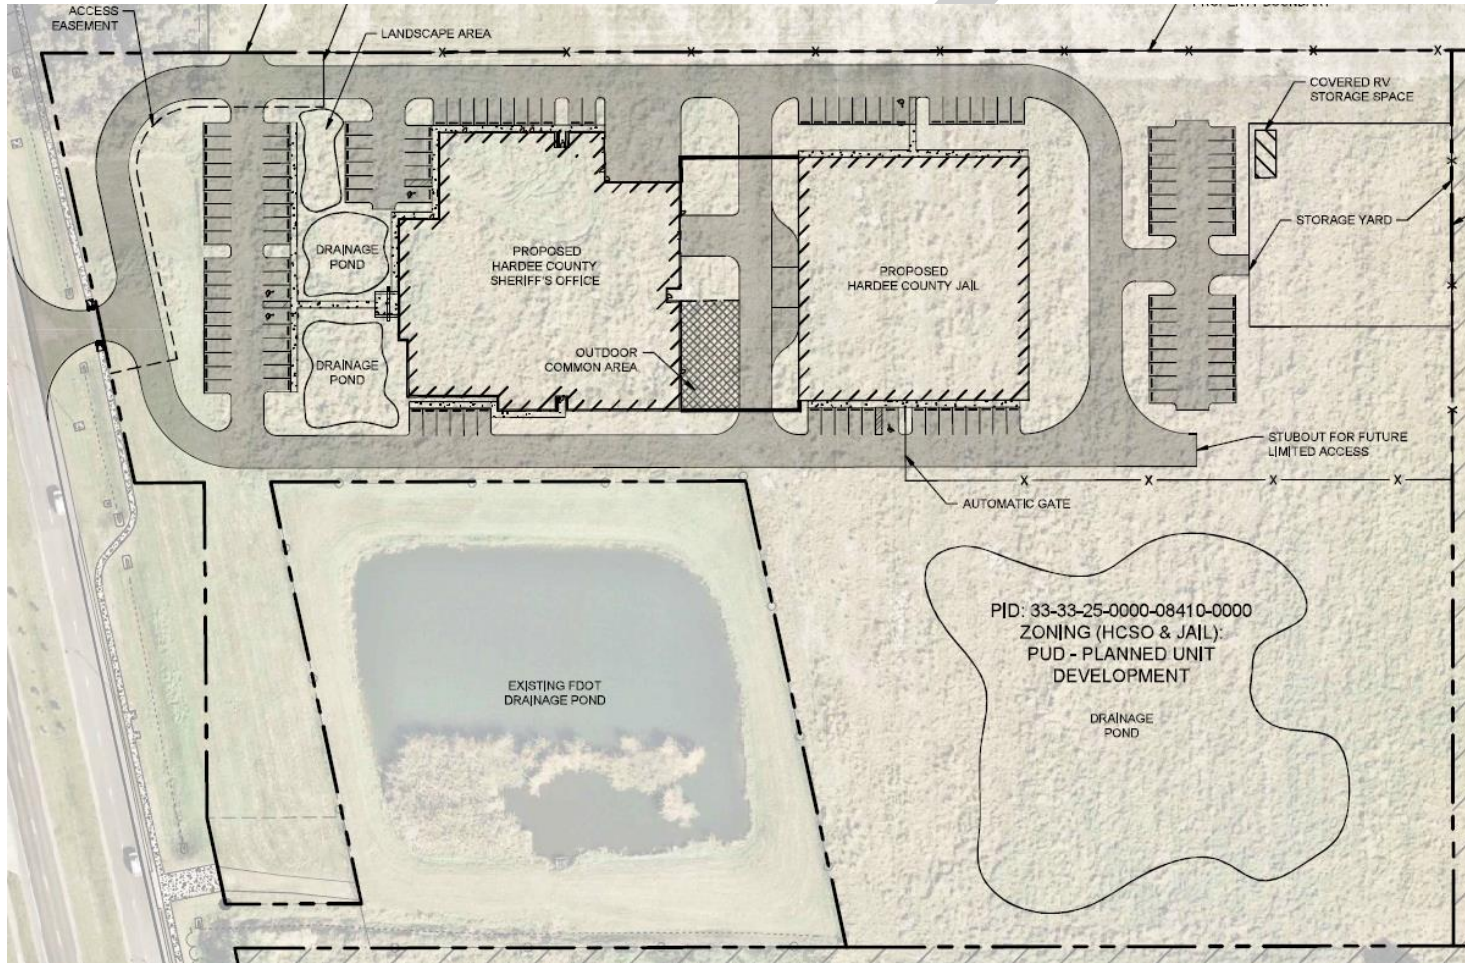 ACCESS
EASEMENT
LANDSCAPE AREA
PROPERTY BOUNDARY
COVERED RV
STORAGE SPACE
STORAGE YARD
DRAINAGE
POND
PROPOSED
HARDEE COUNTY
SHERIFF'S OFFICE
PROPOSED
HARDEE COUNTY JAIL
DRAINAGE
POND
OUTDOOR
COMMON AREA
STUBOUT FOR FUTURE
LIMITED ACCESS
AUTOMATIC GATE
PID: 33-33-25-0000-08410-0000
ZONING (HCSO & JAIL):
PUD - PLANNED UNIT
DEVELOPMENT
EXISTING FDOT
DRAINAGE POND
DRAINAGE
POND